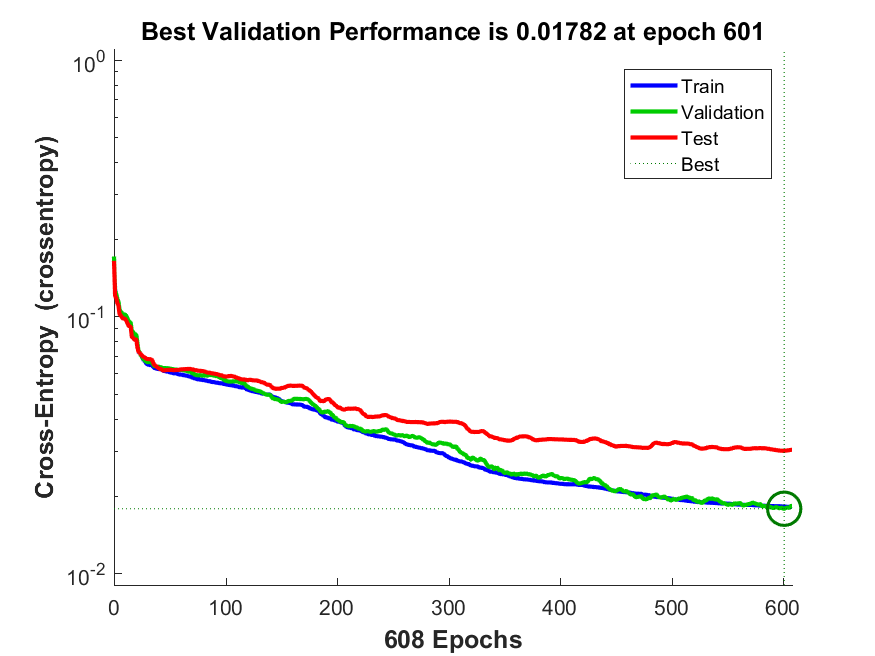 Best Validation Performance is 0.01782 at epoch 601
Cross-Entropy (crossentropy)
10^0
10^-1
10^-2
Train
Validation
Test
Best
0 100 200 300 400 500 600
608 Epochs